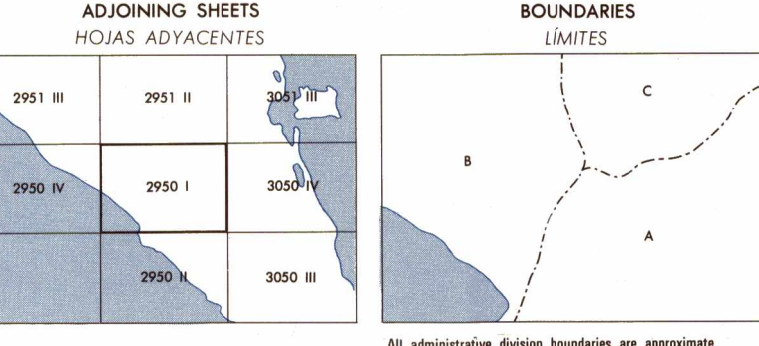 ADJOINING SHEETS
HOJAS ADYACENTES
2951 III
2951 II
3051 III
2950 IV
2950 I
3050 IV
2950 II
3050 III
BOUNDARIES
LÍMITES
C
B
A
All administrative division boundaries are approximate